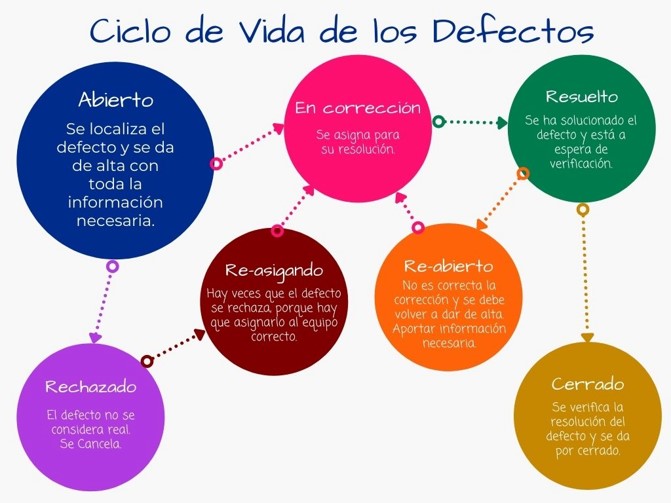 Ciclo de Vida de los Defectos
Abierto
Se localiza el
defecto y se da
de alta con
toda la
información
necesaria.
En corrección
Se asigna para
su resolución.
Resuelto
Se ha solucionado el
defecto y está a
espera de
verificación.
Re-asigando
Hay veces que el defecto
se rechaza, porque hay
que asignarlo al equipo
correcto.
Re-abierto
No es correcta la
corrección y se debe
volver a dar de alta
Aportar información
necesaria.
Rechazado
El defecto no se
considera real.
Se Cancela.
Cerrado
Se verifica la
resolución del
defecto y se da
por cerrado.